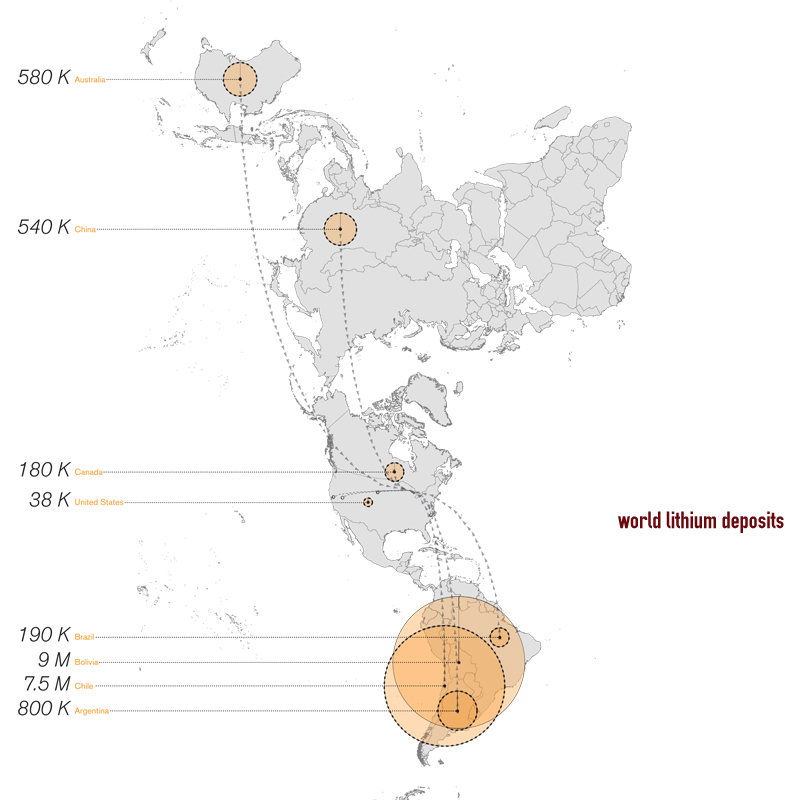 580 K Australia
540 K China
180 K Canada
38 K United States
world lithium deposits
190 K Brazil
9 M Bolivia
7.5 M Chile
800 K Argentina